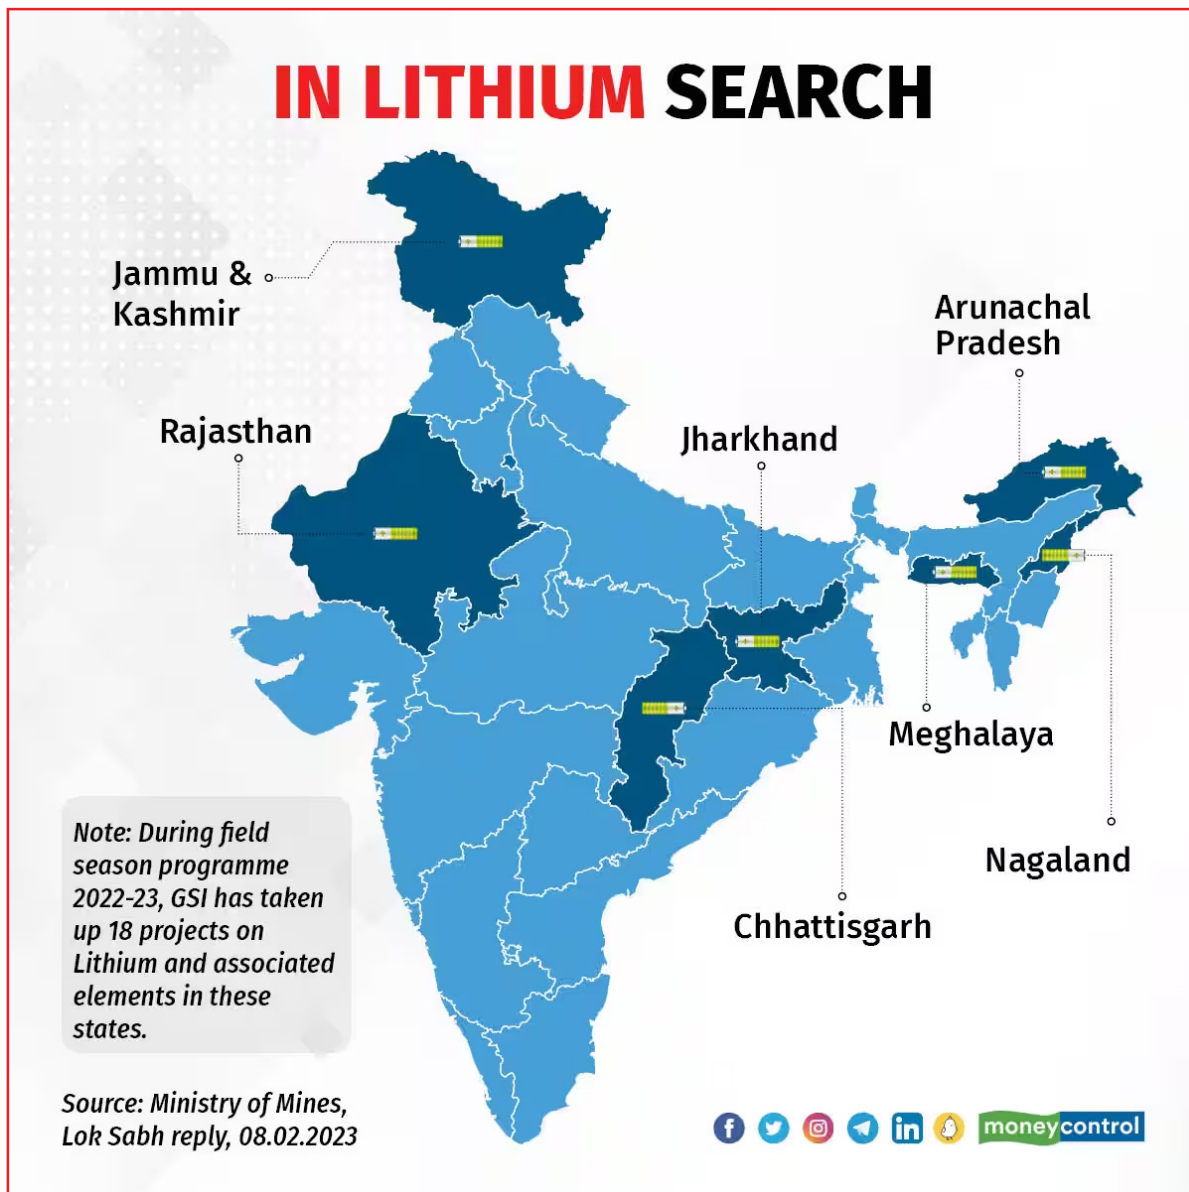 IN LITHIUM SEARCH
Jammu &
Kashmir
Arunachal
Pradesh
Rajasthan
Jharkhand
Meghalaya
Nagaland
Chhattisgarh
Note: During field
season programme
2022-23, GSI has taken
up 18 projects on
Lithium and associated
elements in these
states.
Source: Ministry of Mines,
Lok Sabh reply, 08.02.2023
moneycontrol